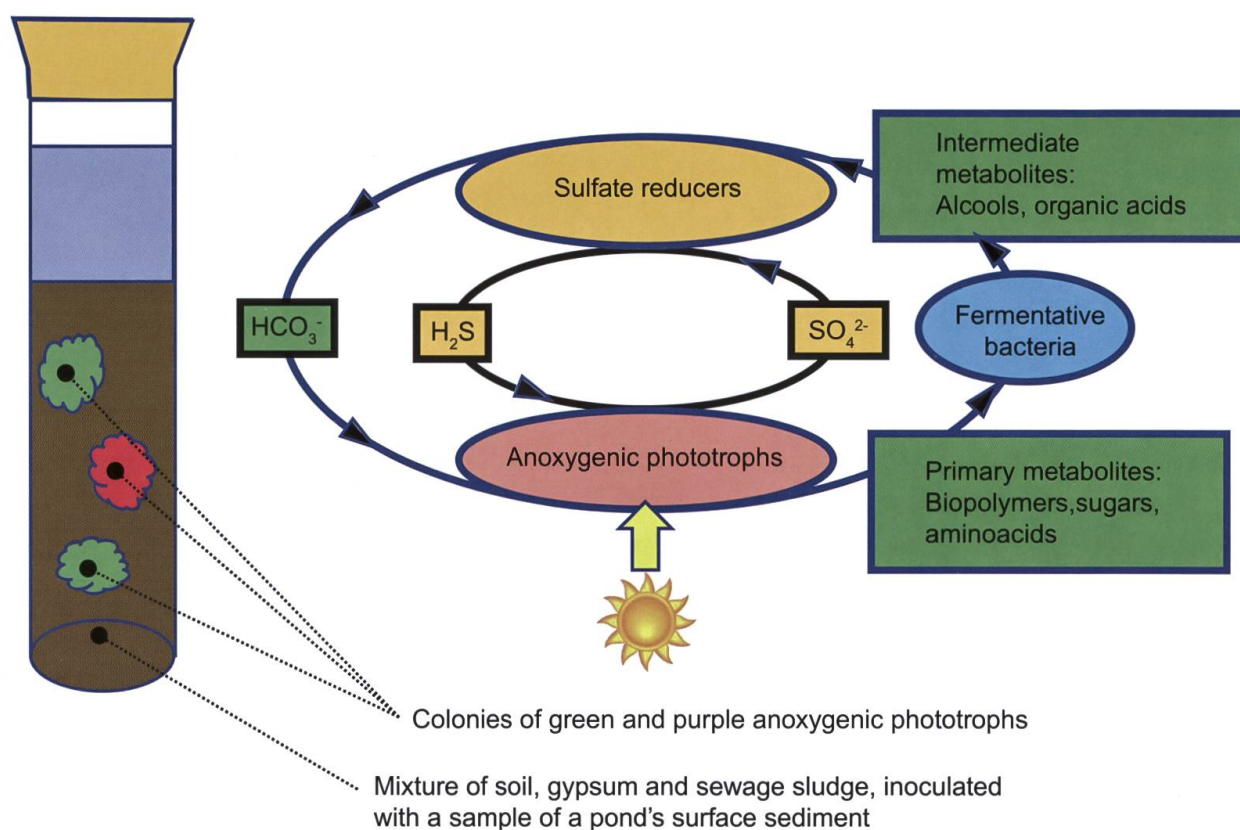 Sulfate reducers
Intermediate
metabolites:
Alcools, organic acids
HCO₃⁻
H₂S
SO₄²⁻
Fermentative
bacteria
Anoxygenic phototrophs
Primary metabolites:
Biopolymers,sugars,
aminoacids
Colonies of green and purple anoxygenic phototrophs
Mixture of soil, gypsum and sewage sludge, inoculated
with a sample of a pond's surface sediment